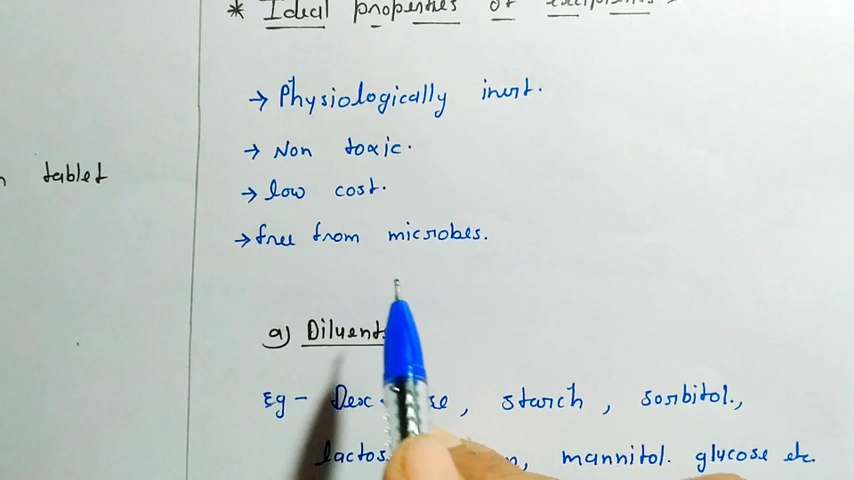 * Ideal properties of excipients
→ Physiologically inert.
→ Non toxic.
tablet
→ low cost.
→ free from microbes.
a) Diluent
Eg - , starch, sorbitol.,
mannitol. glucose etc.